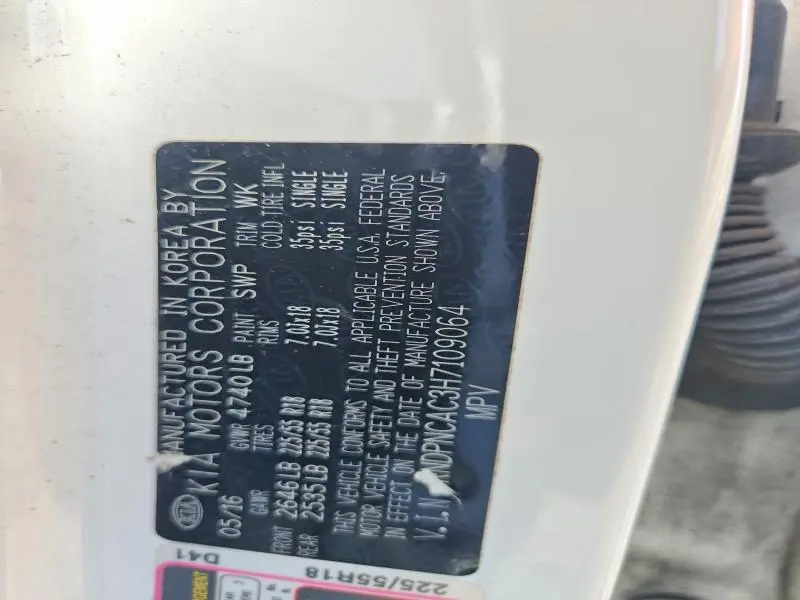 KIA
MANUFACTURED IN KOREA BY
KIA MOTORS CORPORATION
05/16 GVWR 4740LB PAINT SWP TRIM WK
GAWR TIRES RIMS COLD TIRE INFL
FRONT 2646LB 225/55 R18 7.0Jx18 35psi SINGLE
REAR 2535LB 225/55 R18 7.0Jx18 35psi SINGLE
THIS VEHICLE CONFORMS TO ALL APPLICABLE U.S.A. FEDERAL
MOTOR VEHICLE SAFETY AND THEFT PREVENTION STANDARDS
IN EFFECT ON THE DATE OF MANUFACTURE SHOWN ABOVE.
V.I.N NDPNCAC3H7109064
MPV
D41
225/55R18